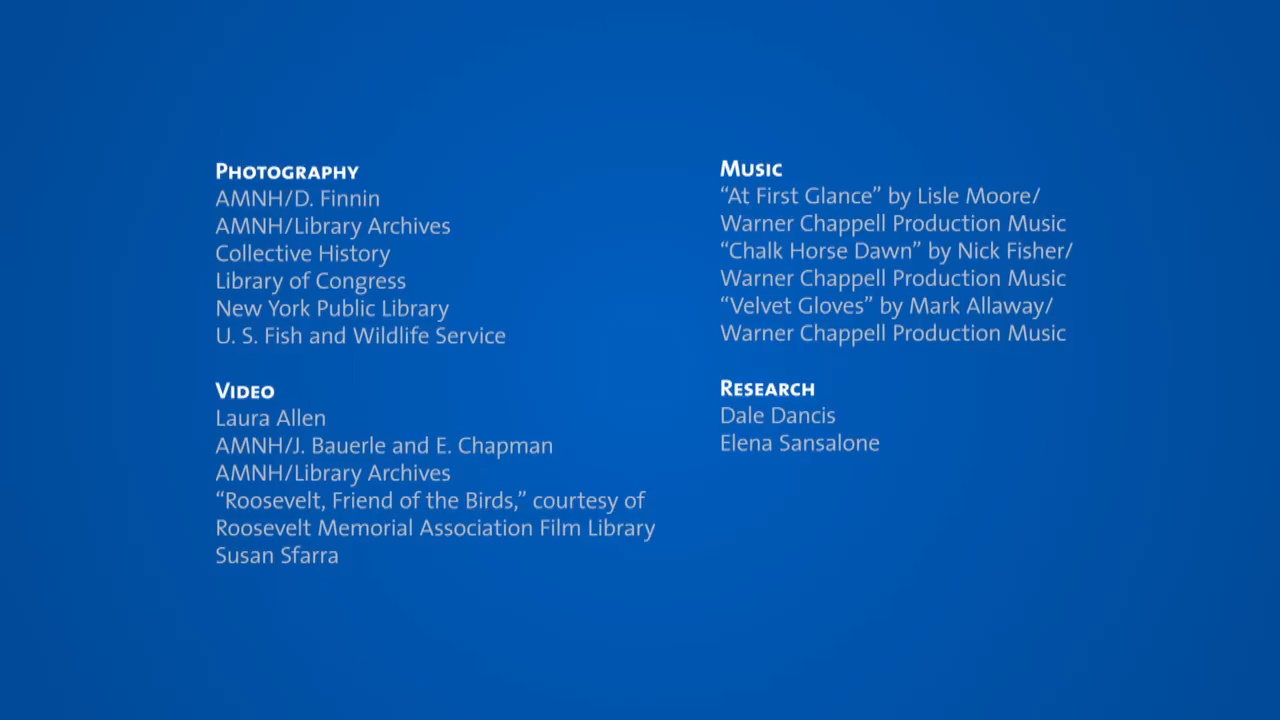 Photography
AMNH/D. Finnin
AMNH/Library Archives
Collective History
Library of Congress
New York Public Library
U. S. Fish and Wildlife Service
Video
Laura Allen
AMNH/J. Bauerle and E. Chapman
AMNH/Library Archives
“Roosevelt, Friend of the Birds,” courtesy of
Roosevelt Memorial Association Film Library
Susan Sfarra
Music
“At First Glance” by Lisle Moore/
Warner Chappell Production Music
“Chalk Horse Dawn” by Nick Fisher/
Warner Chappell Production Music
“Velvet Gloves” by Mark Allaway/
Warner Chappell Production Music
Research
Dale Dancis
Elena Sansalone